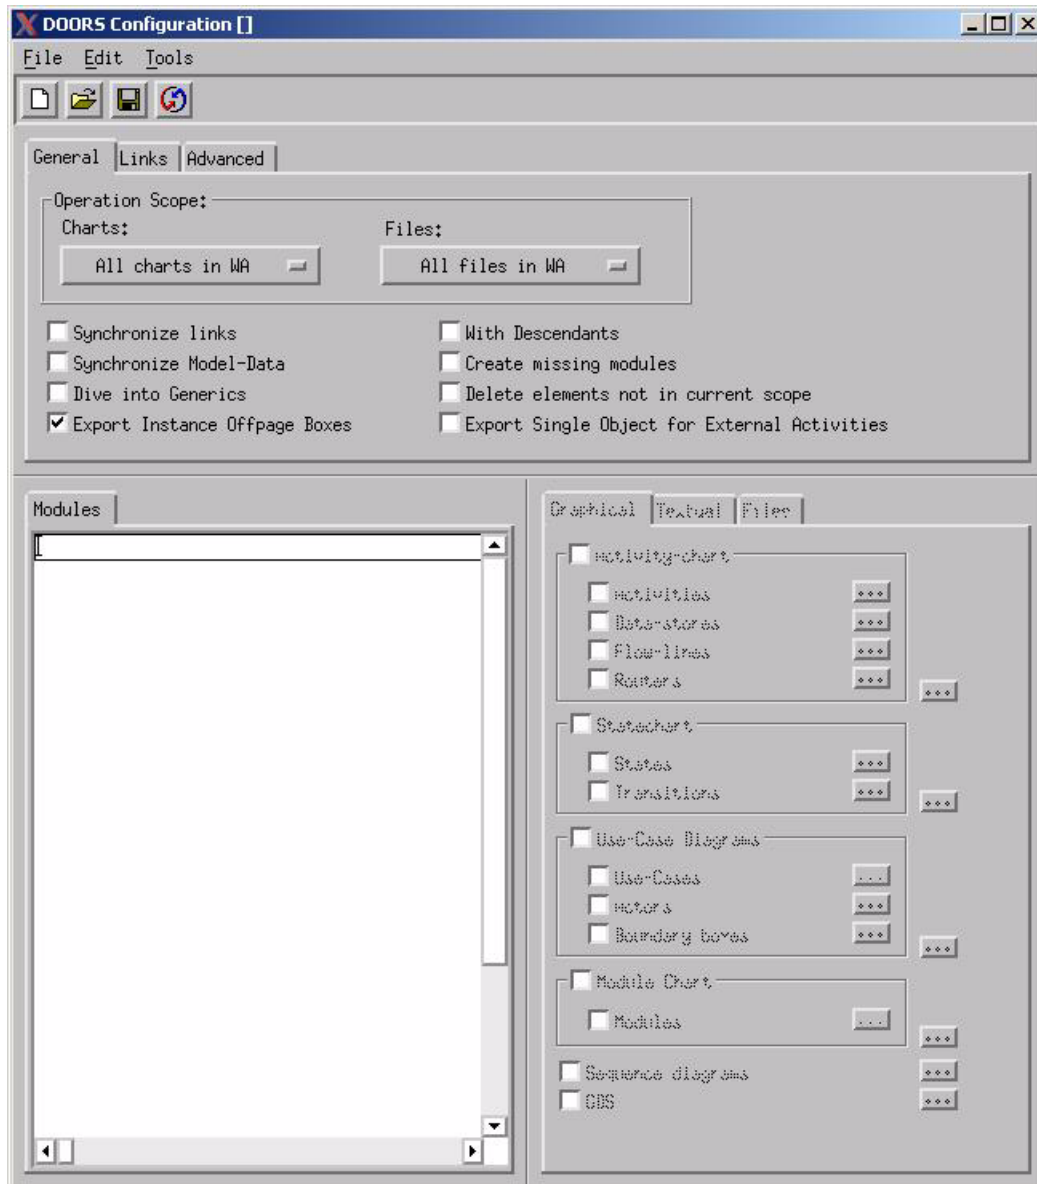 DOORS Configuration []
File Edit Tools
General Links Advanced
Operation Scope:
Charts: Files:
All charts in WA All files in WA
Synchronize links With Descendants
Synchronize Model-Data Create missing modules
Dive into Generics Delete elements not in current scope
Export Instance Offpage Boxes Export Single Object for External Activities
Modules
Graphical Textual Files
Activity-chart
Activities ...
Data-stores ...
Flow-lines ...
Routers ...
...
Statechart
States ...
Transitions ...
...
Use-Case Diagrams
Use-Cases ...
Actors ...
Boundary boxes ...
...
Module Chart
Modules ...
...
Sequence diagrams ...
GDS ...